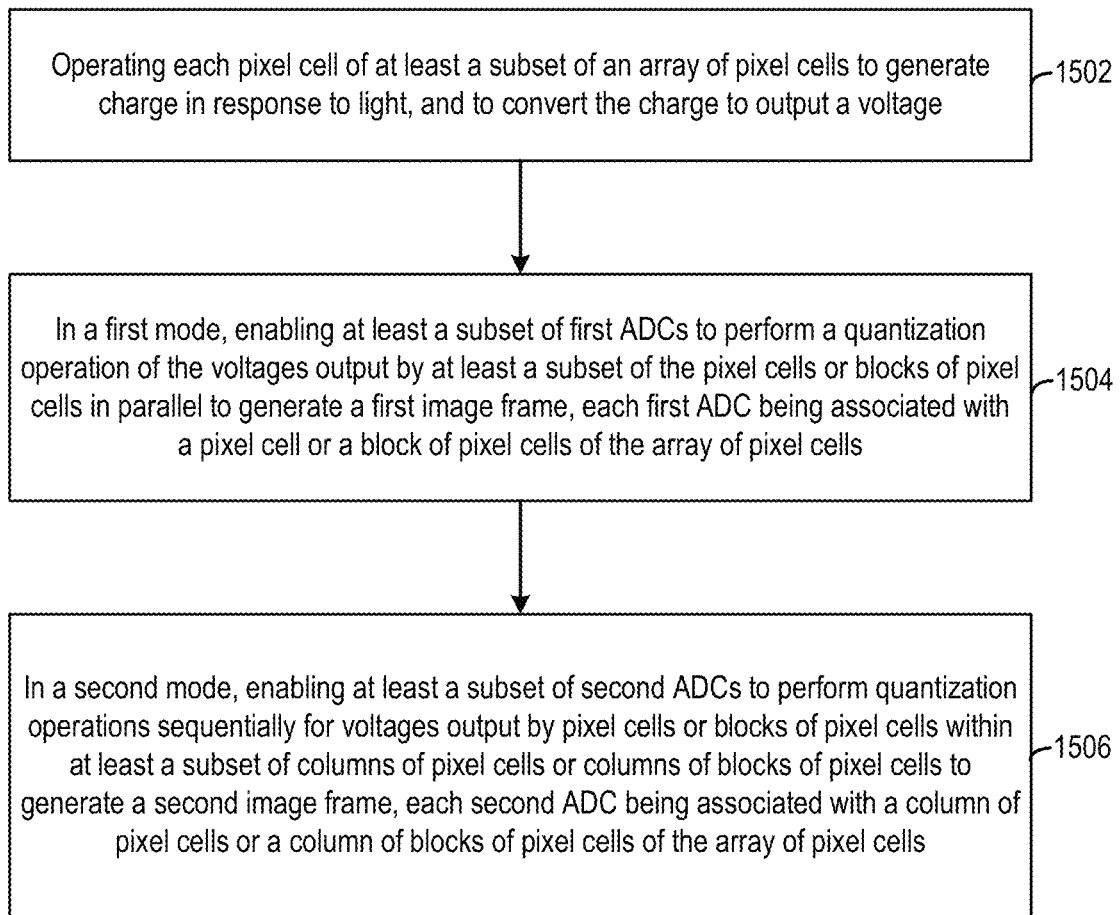 Operating each pixel cell of at least a subset of an array of pixel cells to generate
charge in response to light, and to convert the charge to output a voltage
1502
In a first mode, enabling at least a subset of first ADCs to perform a quantization
operation of the voltages output by at least a subset of the pixel cells or blocks of pixel
cells in parallel to generate a first image frame, each first ADC being associated with
a pixel cell or a block of pixel cells of the array of pixel cells
1504
In a second mode, enabling at least a subset of second ADCs to perform quantization
operations sequentially for voltages output by pixel cells or blocks of pixel cells within
at least a subset of columns of pixel cells or columns of blocks of pixel cells to
generate a second image frame, each second ADC being associated with a column of
pixel cells or a column of blocks of pixel cells of the array of pixel cells
1506